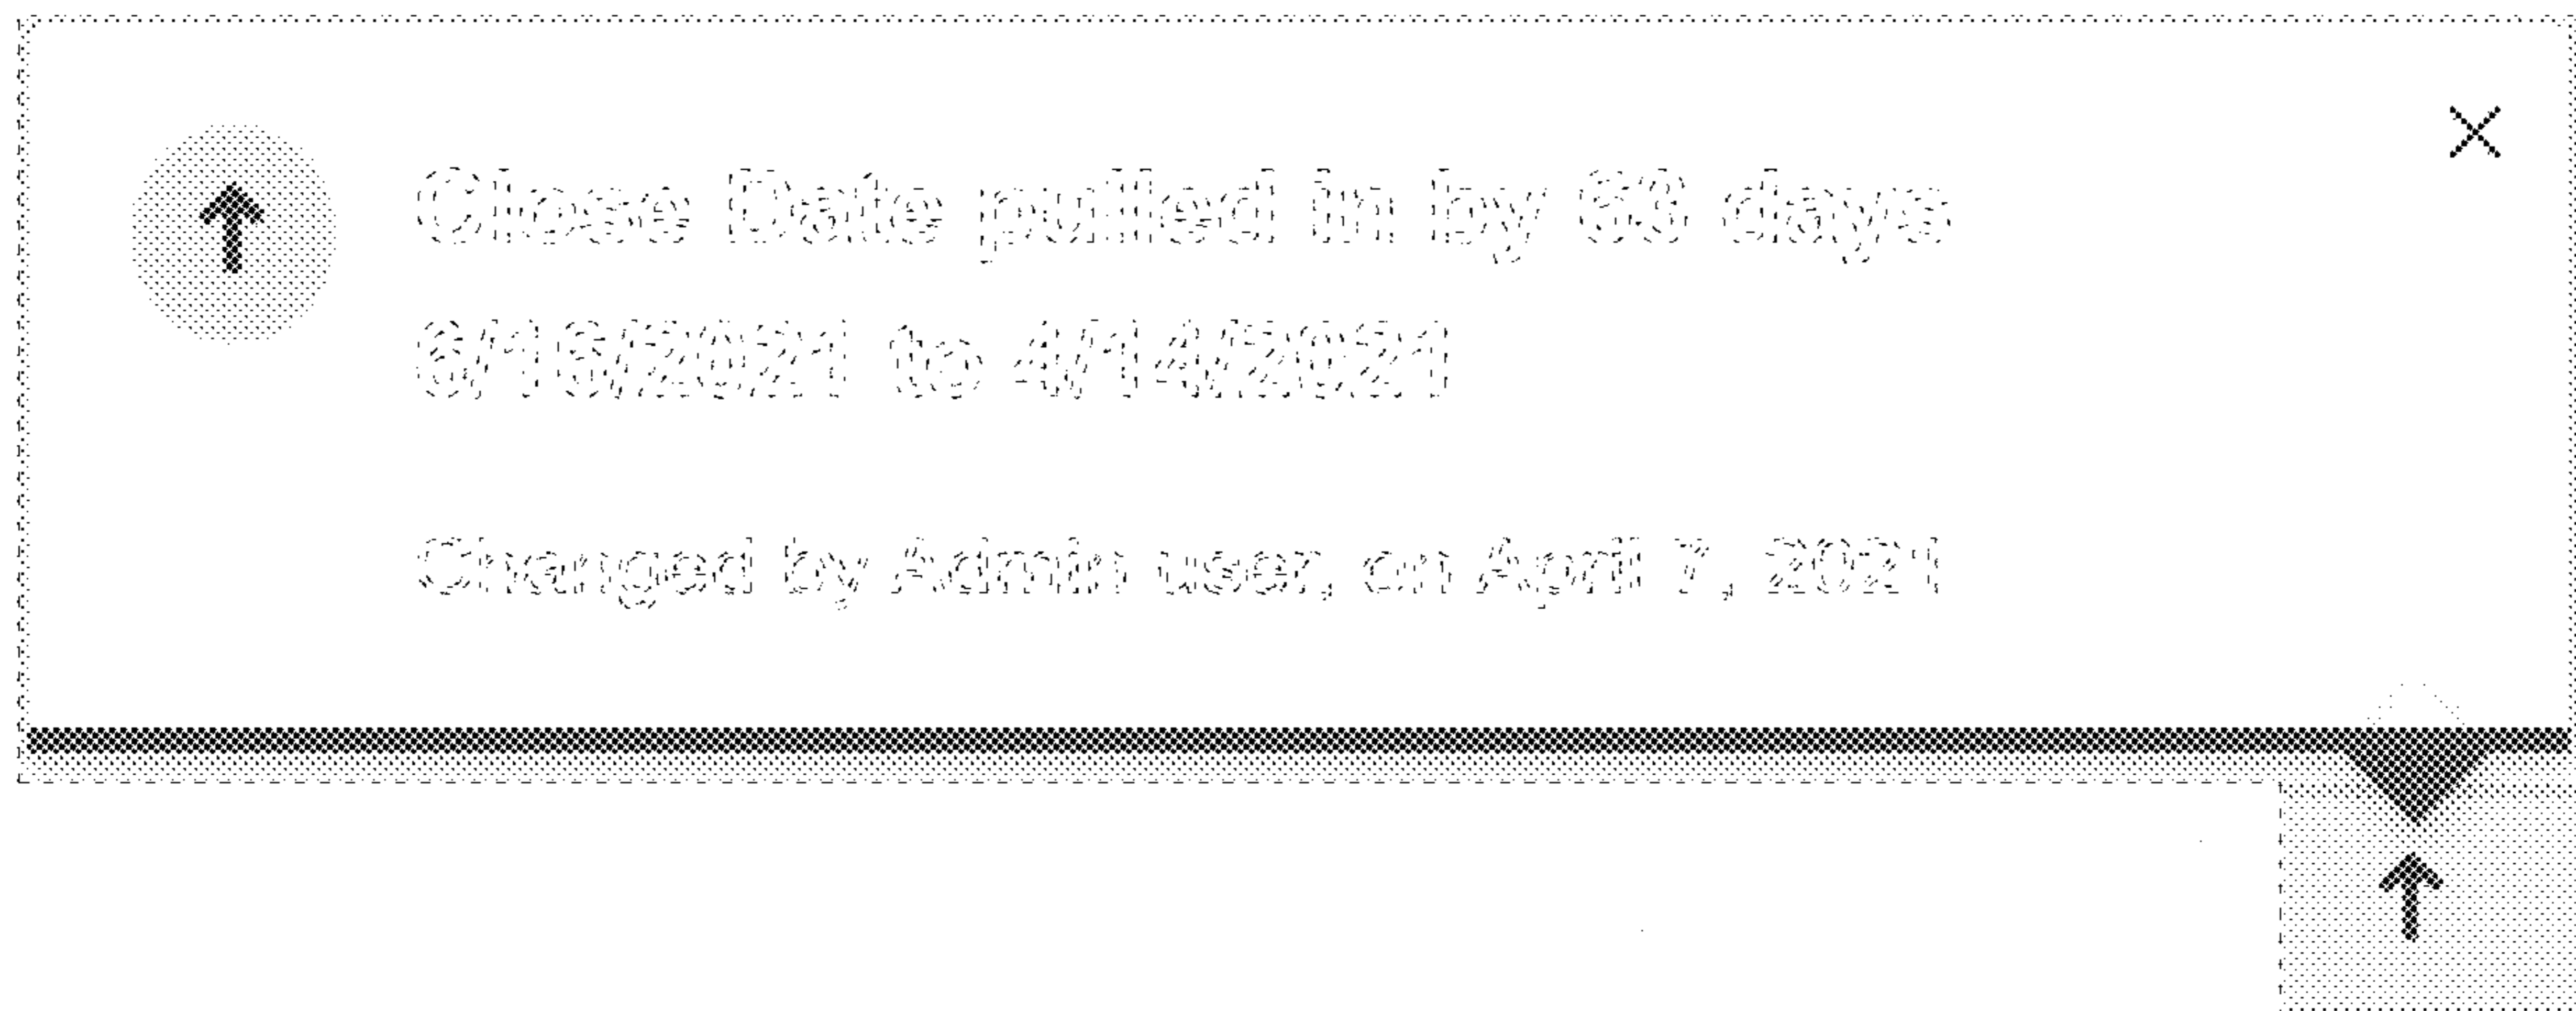 Close Date pulled in by 63 days
6/16/2021 to 4/14/2021
Changed by Admin user, on April 7, 2021